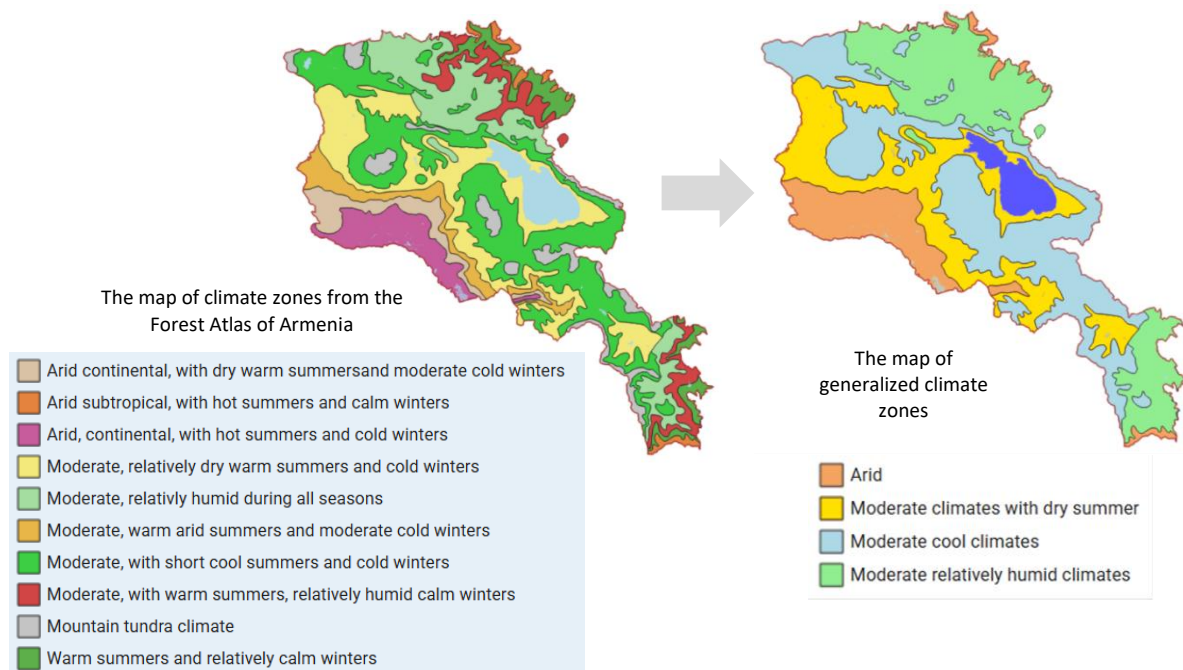 The map of climate zones from the
Forest Atlas of Armenia
Arid continental, with dry warm summersand moderate cold winters
Arid subtropical, with hot summers and calm winters
Arid, continental, with hot summers and cold winters
Moderate, relatively dry warm summers and cold winters
Moderate, relativly humid during all seasons
Moderate, warm arid summers and moderate cold winters
Moderate, with short cool summers and cold winters
Moderate, with warm summers, relatively humid calm winters
Mountain tundra climate
Warm summers and relatively calm winters
The map of
generalized climate
zones
Arid
Moderate climates with dry summer
Moderate cool climates
Moderate relatively humid climates